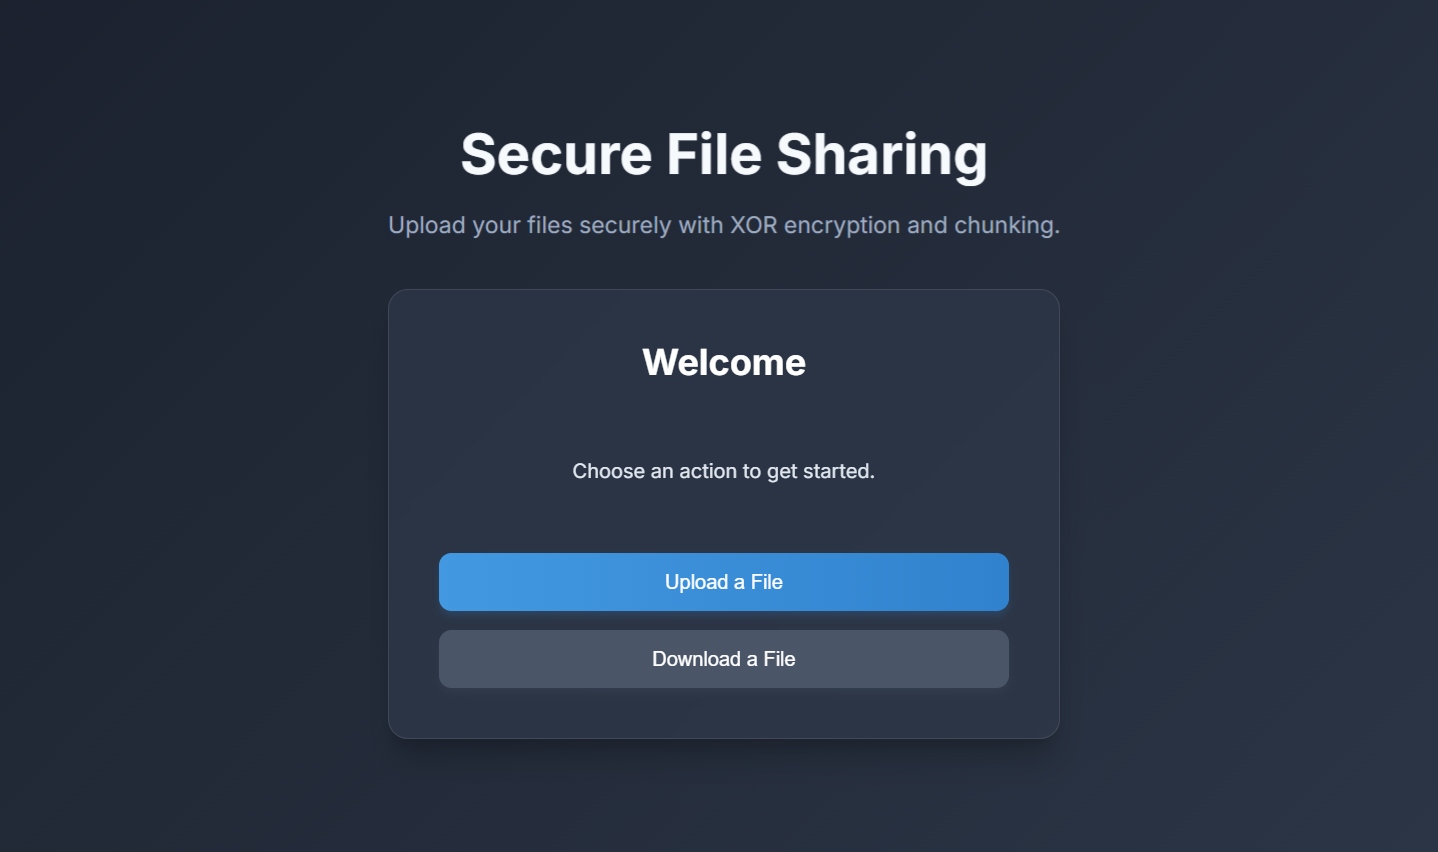 Secure File Sharing
Upload your files securely with XOR encryption and chunking.
Welcome
Choose an action to get started.
Upload a File
Download a File